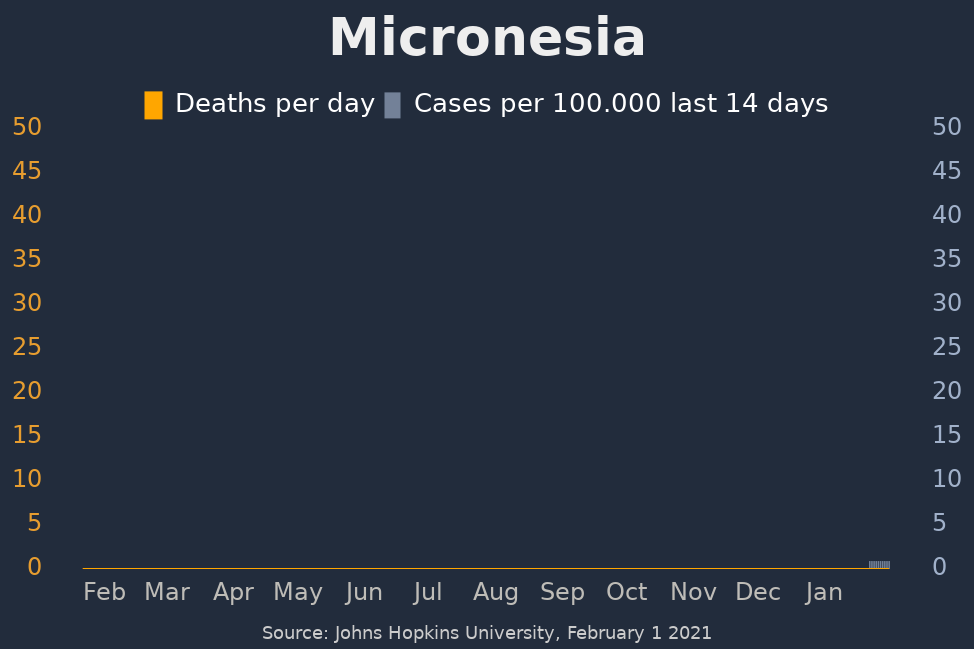 Micronesia
Deaths per day Cases per 100.000 last 14 days
50 50
45 45
40 40
35 35
30 30
25 25
20 20
15 15
10 10
5 5
0 0
Feb Mar Apr May Jun Jul Aug Sep Oct Nov Dec Jan
Source: Johns Hopkins University, February 1 2021